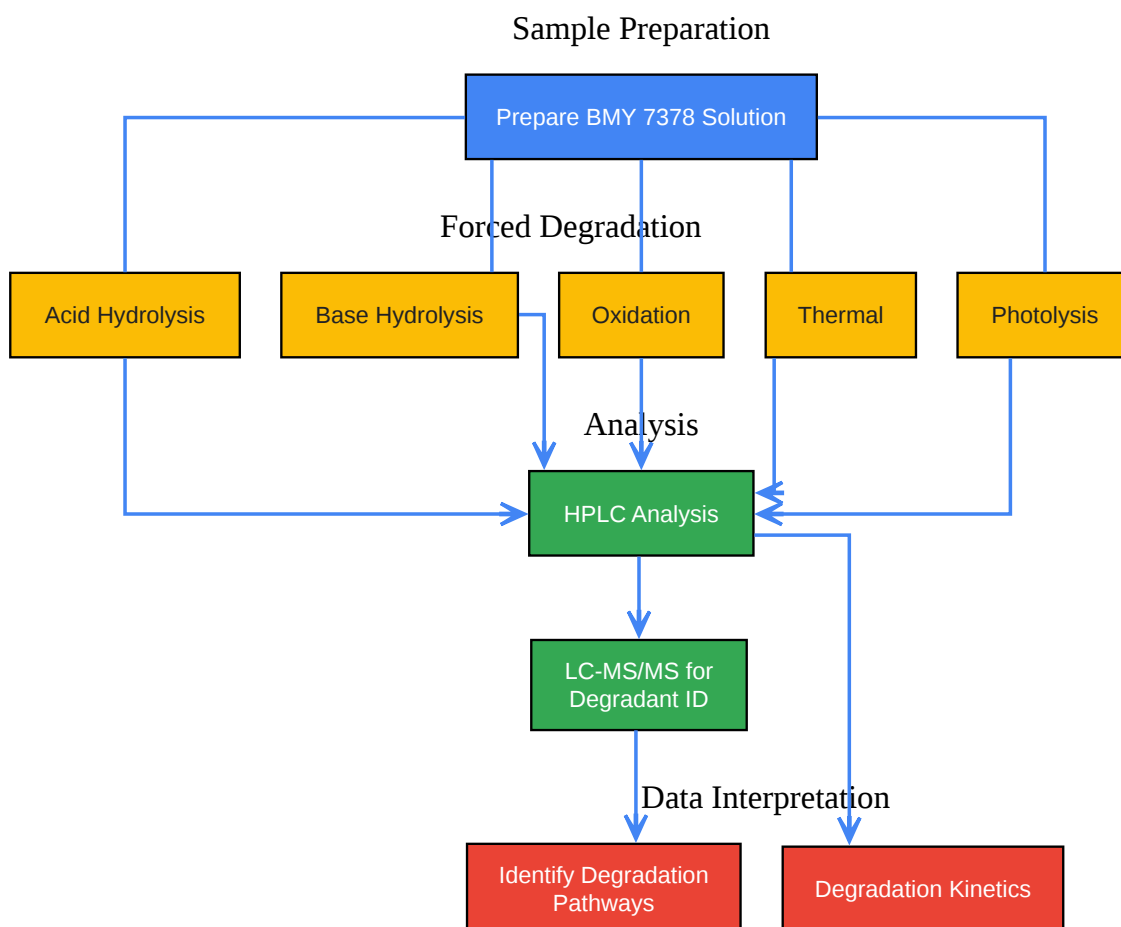 Sample Preparation
Prepare BMY 7378 Solution
Forced Degradation
Acid Hydrolysis
Base Hydrolysis
Oxidation
Thermal
Photolysis
Analysis
HPLC Analysis
LC-MS/MS for
Degradant ID
Data Interpretation
Identify Degradation
Pathways
Degradation Kinetics